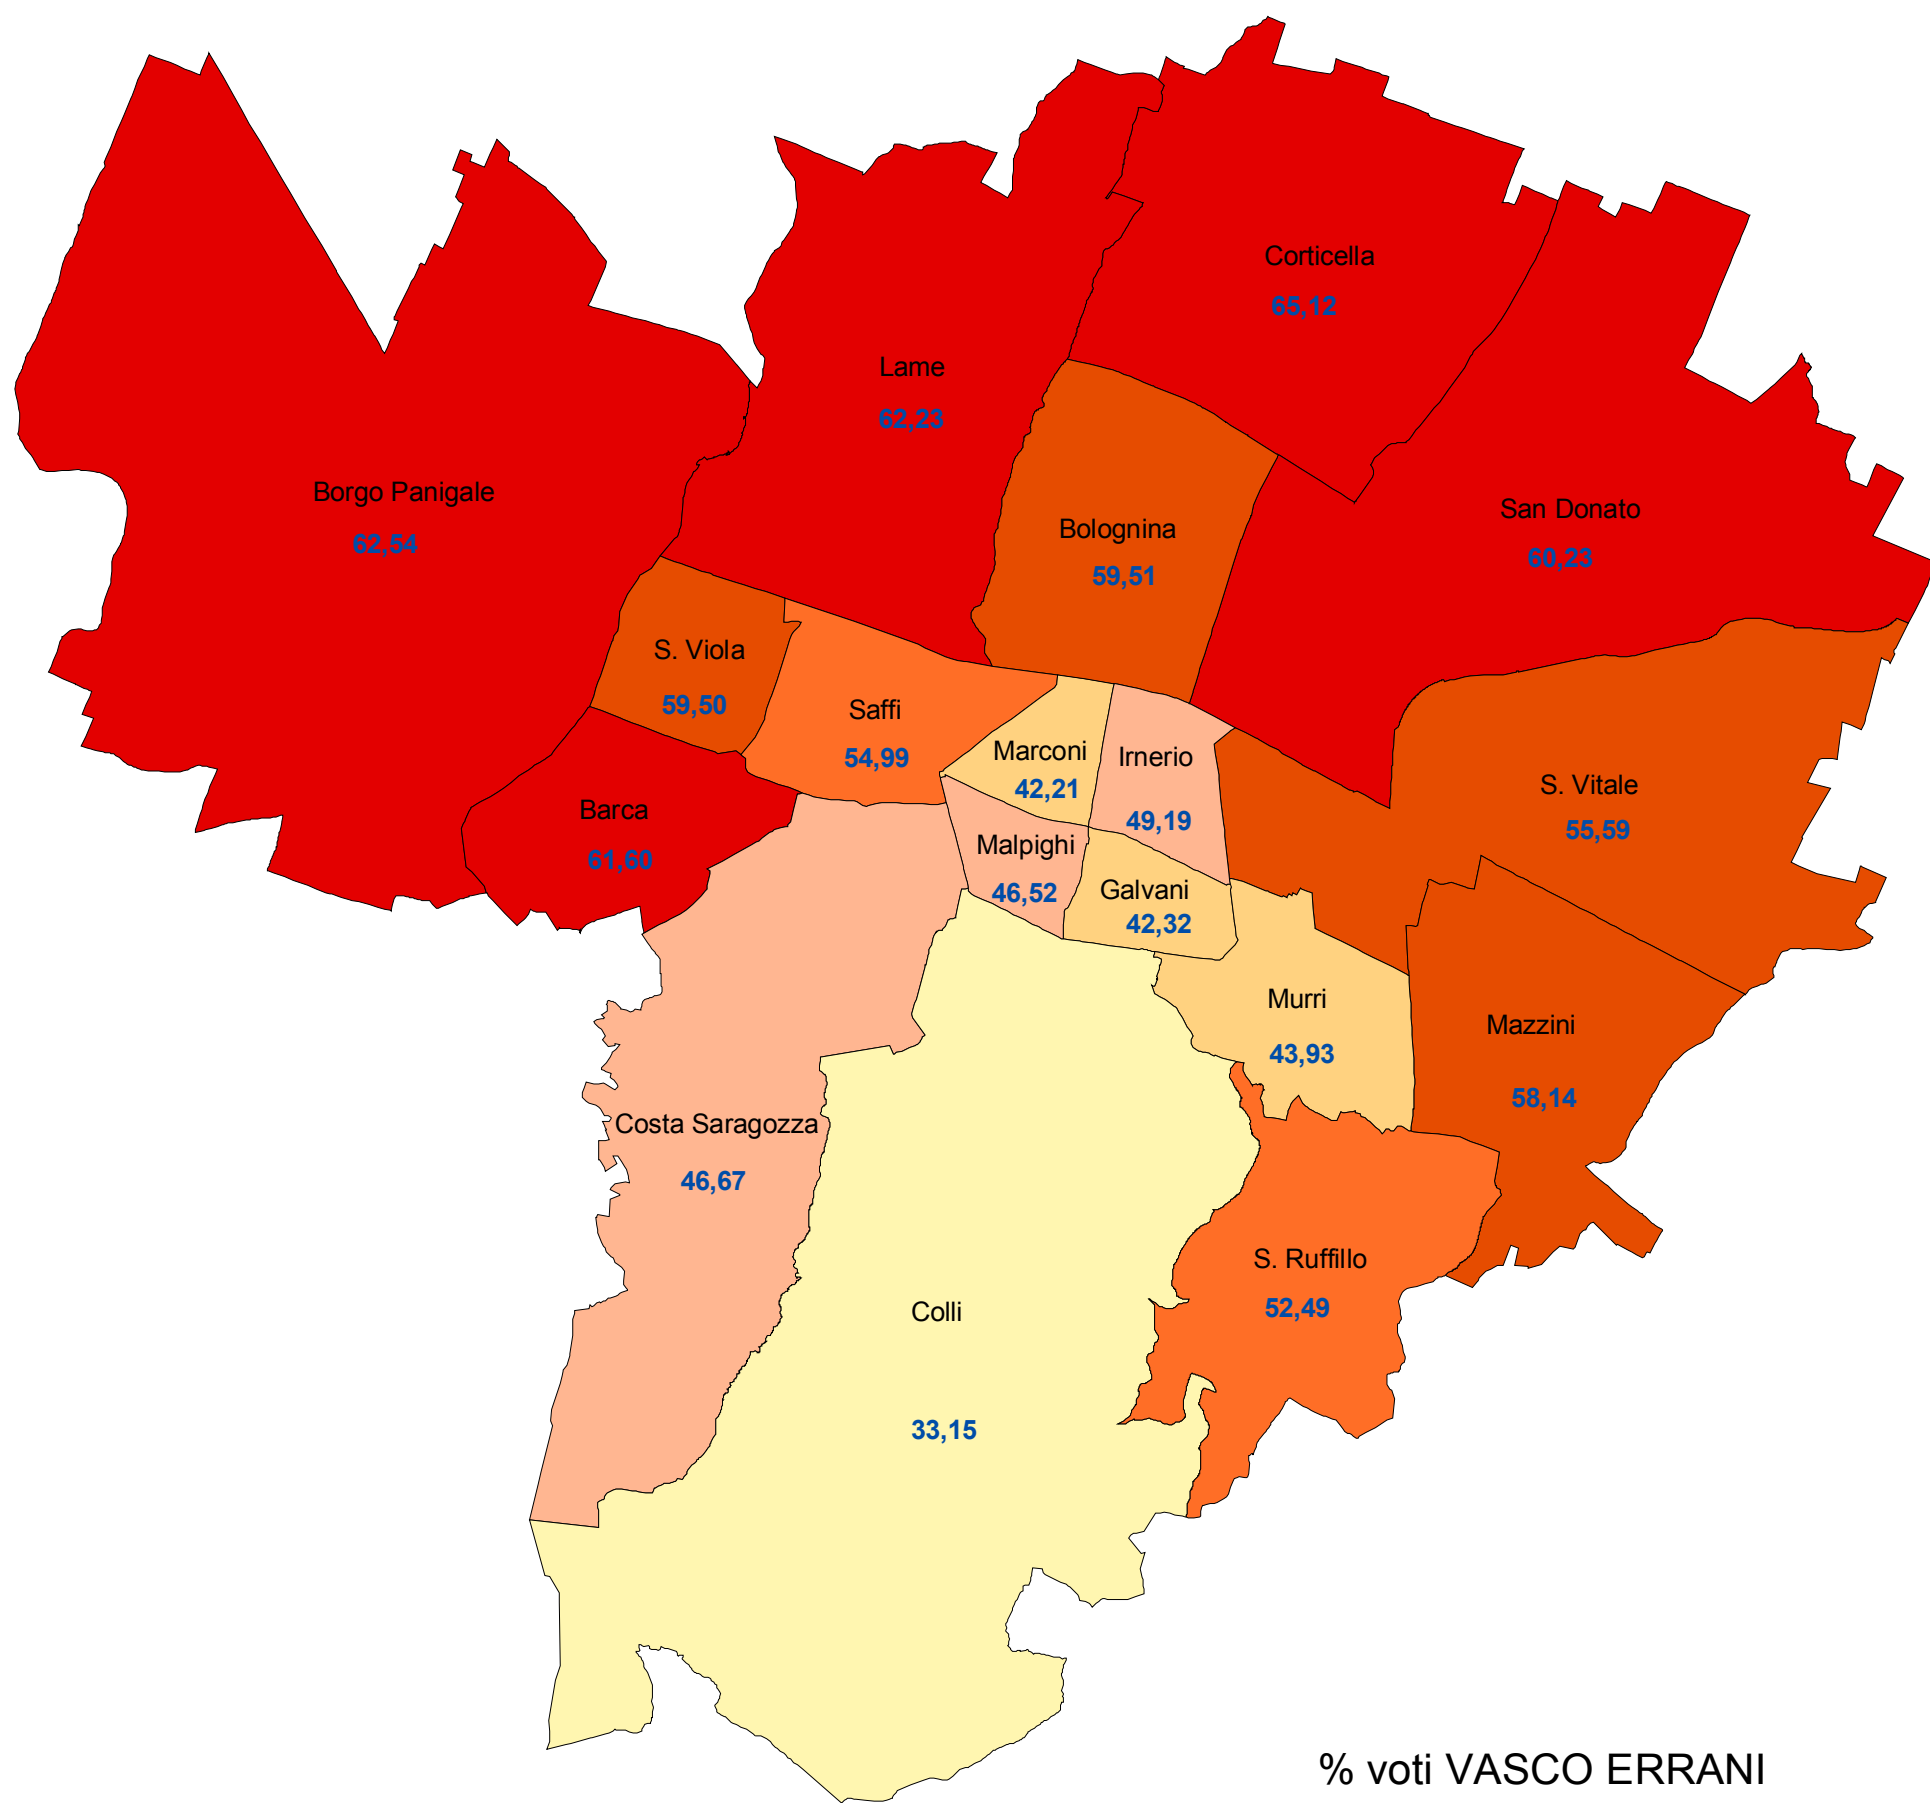 Corticella
65,12
Lame
62,23
Borgo Panigale
62,54
San Donato
60,23
Bolognina
59,51
S. Viola
59,50
Saffi
54,99
Marconi
42,21
Irnerio
49,19
S. Vitale
55,59
Barca
61,60
Malpighi
46,52
Galvani
42,32
Murri
43,93
Mazzini
58,14
Costa Saragozza
46,67
S. Ruffillo
52,49
Colli
33,15
% voti VASCO ERRANI